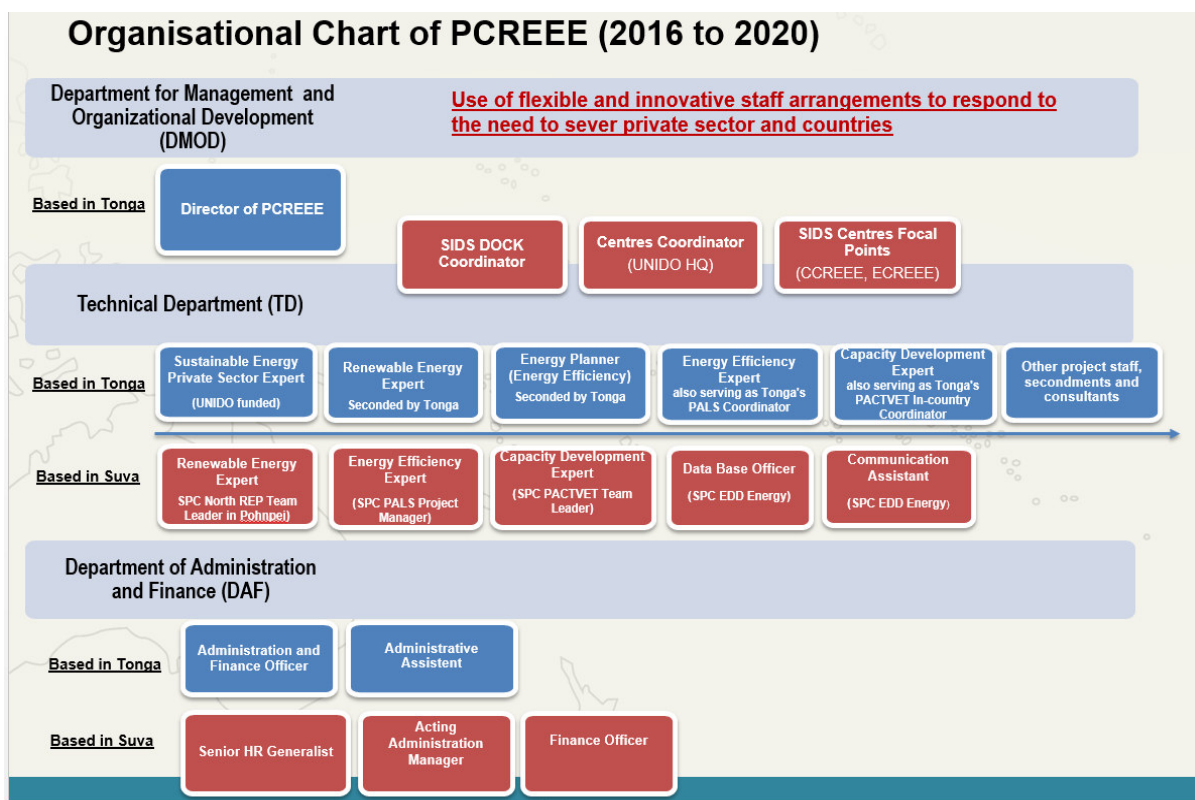 Organisational Chart of PCREEE (2016 to 2020)
Department for Management and
Organizational Development
(DMOD)
Use of flexible and innovative staff arrangements to respond to
the need to sever private sector and countries
Based in Tonga
Director of PCREEE
SIDS DOCK
Coordinator
Centres Coordinator
(UNIDO HQ)
SIDS Centres Focal
Points
(CCREEE, ECREEE)
Technical Department (TD)
Based in Tonga
Sustainable Energy
Private Sector Expert
(UNIDO funded)
Renewable Energy
Expert
Seconded by Tonga
Energy Planner
(Energy Efficiency)
Seconded by Tonga
Energy Efficiency
Expert
also serving as Tonga's
PALS Coordinator
Capacity Development
Expert
also serving as Tonga's
PACTVET In-country
Coordinator
Other project staff,
secondments and
consultants
Based in Suva
Renewable Energy
Expert
SPC North REP Team
Leader in Pohnpei)
Energy Efficiency
Expert
(SPC PALS Project
Manager)
Capacity Development
Expert
(SPC PACTVET Team
Leader)
Data Base Officer
(SPC EDD Energy)
Communication
Assistant
(SPC EDD Energy)
Department of Administration
and Finance (DAF)
Based in Tonga
Administration and
Finance Officer
Administrative
Assistent
Based in Suva
Senior HR Generalist
Acting
Administration
Manager
Finance Officer